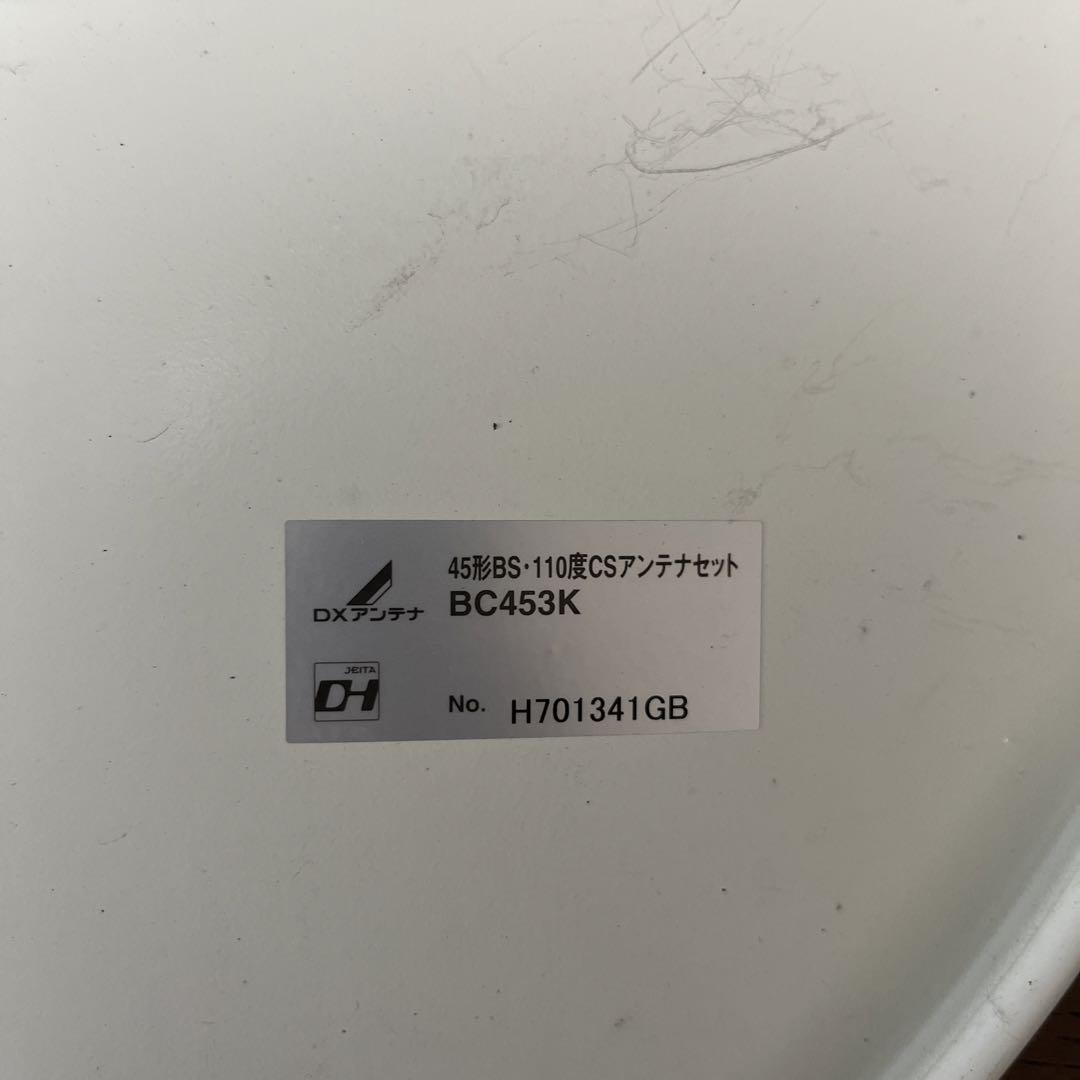 45形BS・110度CSアンテナセット
DXアンテナ
BC453K
JEITA
DH
No. H701341GB